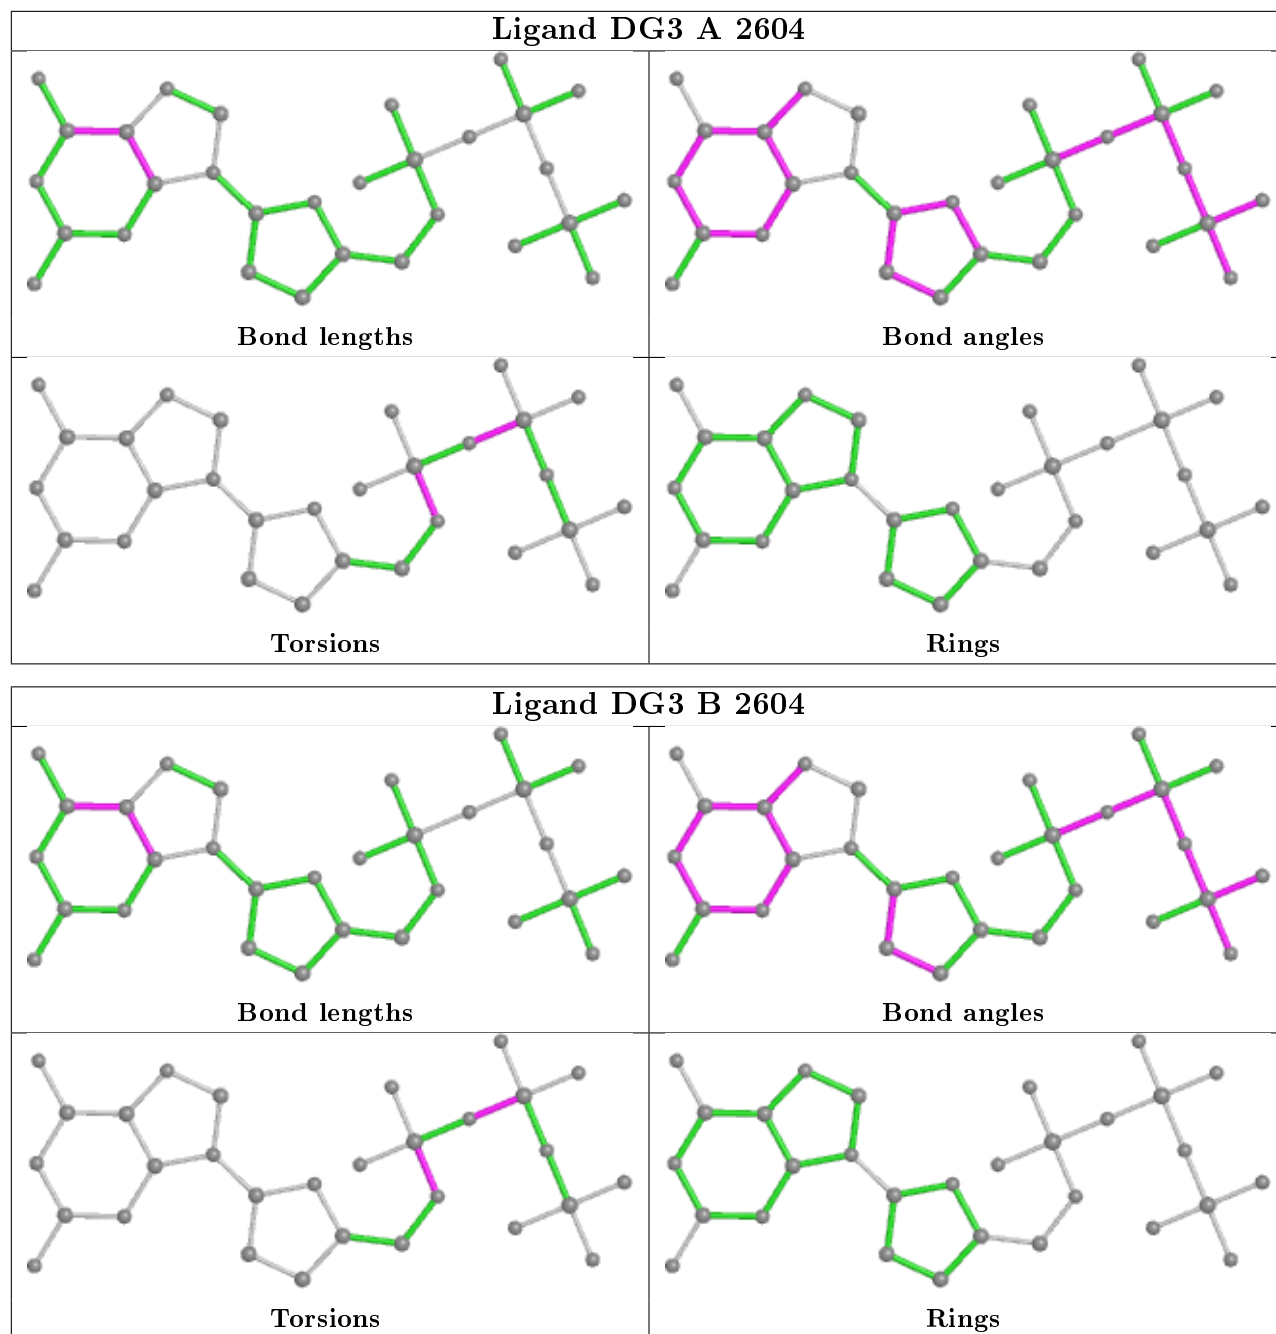 Ligand DG3 A 2604
Bond lengths
Bond angles
Torsions
Rings
Ligand DG3 B 2604
Bond lengths
Bond angles
Torsions
Rings